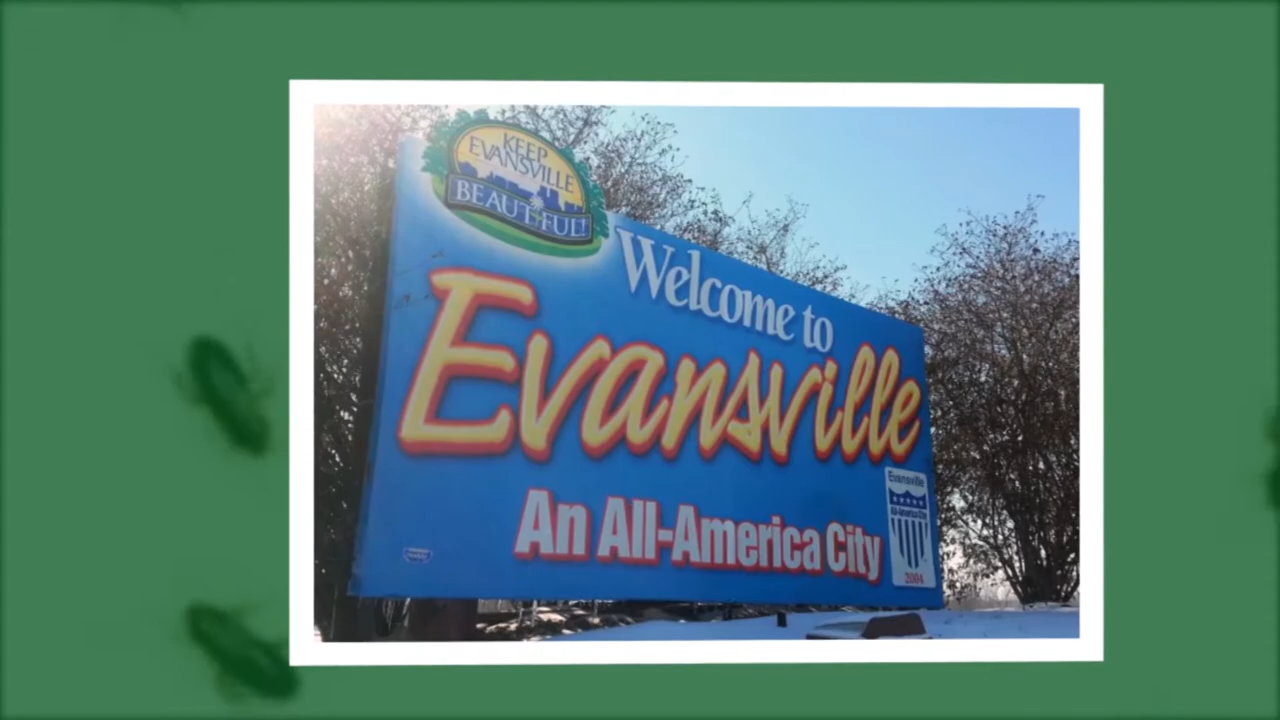 KEEP
EVANSVILLE
BEAUTIFUL!
Welcome to
Evansville
An All-America City
Evansville
All-America City
2004